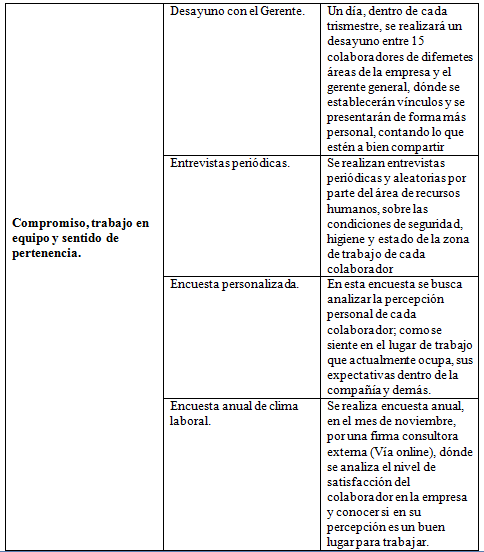 Desayuno con el Gerente.
Un día, dentro de cada
trismestre, se realizará un
desayuno entre 15
colaboradores de difernetes
áreas de la empresa y el
gerente general, dónde se
establecerán vínculos y se
presentarán de forma más
personal, contando lo que
estén a bien compartir
Compromiso, trabajo en
equipo y sentido de
pertenencia.
Entrevistas periódicas.
Se realizan entrevistas
periódicas y aleatorias por
parte del área de recursos
humanos, sobre las
condiciones de seguridad,
higiene y estado de la zona
de trabajo de cada
colaborador
Encuesta personalizada.
En esta encuesta se busca
analizar la percepción
personal de cada
colaborador; como se
siente en el lugar de trabajo
que actualmente ocupa, sus
expectativas dentro de la
compañía y demás.
Encuesta anual de clima
laboral.
Se realiza encuesta anual,
en el mes de noviembre,
por una firma consultora
externa (Vía online), dónde
se analiza el nivel de
satisfacción del
colaborador en la empresa
y conocer si en su
percepción es un buen
lugar para trabajar.